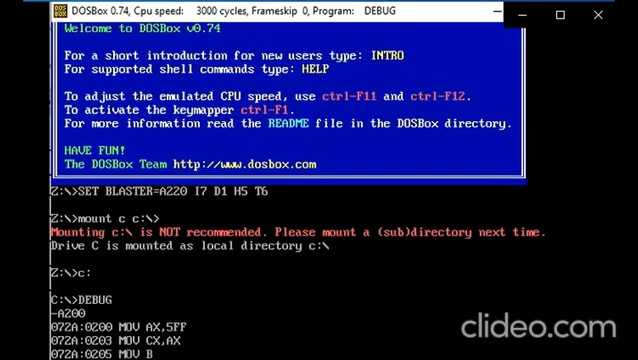 DOSBox 0.74, Cpu speed: 3000 cycles, Frameskip 0, Program: DEBUG
Welcome to DOSBox v0.74
For a short introduction for new users type: INTRO
For supported shell commands type: HELP
To adjust the emulated CPU speed, use ctrl-F11 and ctrl-F12.
To activate the keymapper ctrl-F1.
For more information read the README file in the DOSBox directory.
HAVE FUN!
The DOSBox Team http://www.dosbox.com
Z:\>SET BLASTER=A220 I7 D1 H5 T6
Z:\>mount c c:\>
Mounting c:\ is NOT recommended. Please mount a (sub)directory next time.
Drive C is mounted as local directory c:\
Z:\>c:
C:\>DEBUG
-A200
072A:0200 MOV AX,5FF
072A:0203 MOV CX,AX
072A:0205 MOV B
clideo.com